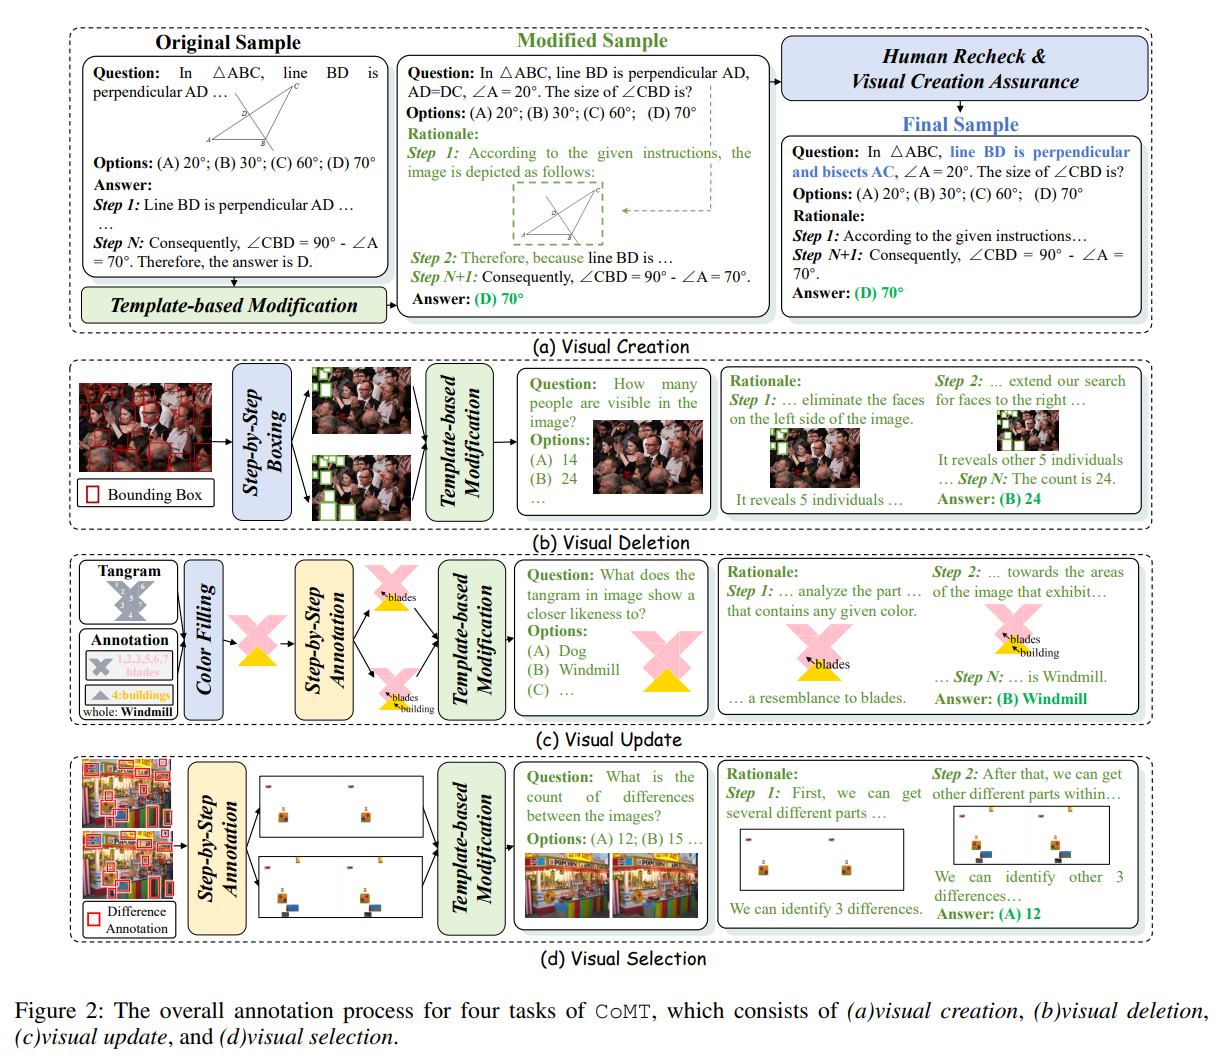 Original Sample
Question: In △ABC, line BD is
perpendicular AD …
C
D
A
B
Options: (A) 20°; (B) 30°; (C) 60°; (D) 70°
Answer:
Step 1: Line BD is perpendicular AD …
…
Step N: Consequently, ∠CBD = 90° - ∠A
= 70°. Therefore, the answer is D.
Template-based Modification
Modified Sample
Question: In △ABC, line BD is perpendicular AD,
AD=DC, ∠A = 20°. The size of ∠CBD is?
Options: (A) 20°; (B) 30°; (C) 60°; (D) 70°
Rationale:
Step 1: According to the given instructions, the
image is depicted as follows:
C
D
A
B
Step 2: Therefore, because line BD is …
Step N+1: Consequently, ∠CBD = 90° - ∠A = 70°.
Answer: (D) 70°
Human Recheck &
Visual Creation Assurance
Final Sample
Question: In △ABC, line BD is perpendicular
and bisects AC, ∠A = 20°. The size of ∠CBD is?
Options: (A) 20°; (B) 30°; (C) 60°; (D) 70°
Rationale:
Step 1: According to the given instructions…
Step N+1: Consequently, ∠CBD = 90° - ∠A =
70°.
Answer: (D) 70°
(a) Visual Creation
Bounding Box
Step-by-Step
Boxing
Template-based
Modification
Question: How many
people are visible in the
image?
Options:
(A) 14
(B) 24
…
Rationale:
Step 1: … eliminate the faces
on the left side of the image.
It reveals 5 individuals …
Step 2: … extend our search
for faces to the right …
It reveals other 5 individuals
… Step N: The count is 24.
Answer: (B) 24
(b) Visual Deletion
Tangram
1
6
2
5
3
7
4
Annotation
1,2,3,5,6,7
blades
4:buildings
whole: Windmill
Color Filling
Step-by-Step
Annotation
blades
blades
building
Template-based
Modification
Question: What does the
tangram in image show a
closer likeness to?
Options:
(A) Dog
(B) Windmill
(C) …
Rationale:
Step 1: … analyze the part …
that contains any given color.
blades
… a resemblance to blades.
Step 2: … towards the areas
of the image that exhibit…
blades
building
… Step N: … is Windmill.
Answer: (B) Windmill
(c) Visual Update
Difference
Annotation
Step-by-Step
Annotation
Template-based
Modification
Question: What is the
count of differences
between the images?
Options: (A) 12; (B) 15 …
POPCORN
POPCORN
Rationale:
Step 1: First, we can get
several different parts …
We can identify 3 differences.
Step 2: After that, we can get
other different parts within…
We can identify other 3
differences…
Answer: (A) 12
(d) Visual Selection
Figure 2: The overall annotation process for four tasks of CoMT, which consists of (a)visual creation, (b)visual deletion,
(c)visual update, and (d)visual selection.